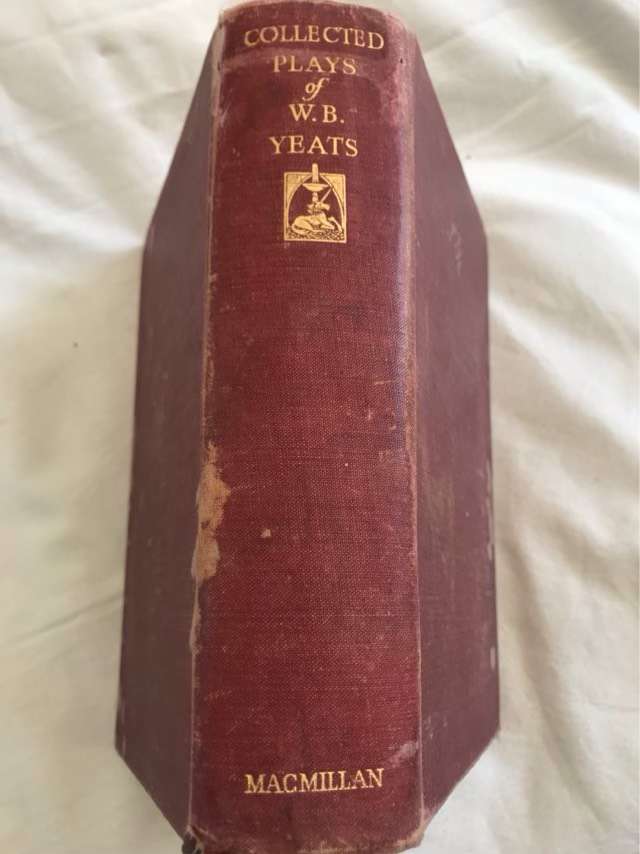 COLLECTED
PLAYS
of
W.B.
YEATS
MACMILLAN